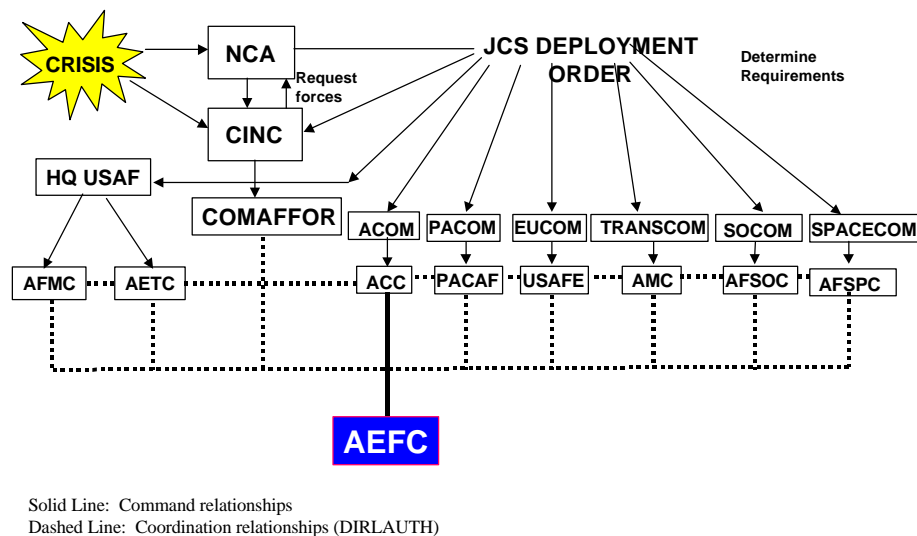 CRISIS
NCA
JCS DEPLOYMENT
ORDER
Determine
Requirements
Request
forces
CINC
HQ USAF
COMAFFOR
ACOM
PACOM
EUCOM
TRANSCOM
SOCOM
SPACECOM
AFMC
AETC
ACC
PACAF
USAFE
AMC
AFSOC
AFSPC
AEFC
Solid Line: Command relationships
Dashed Line: Coordination relationships (DIRLAUTH)